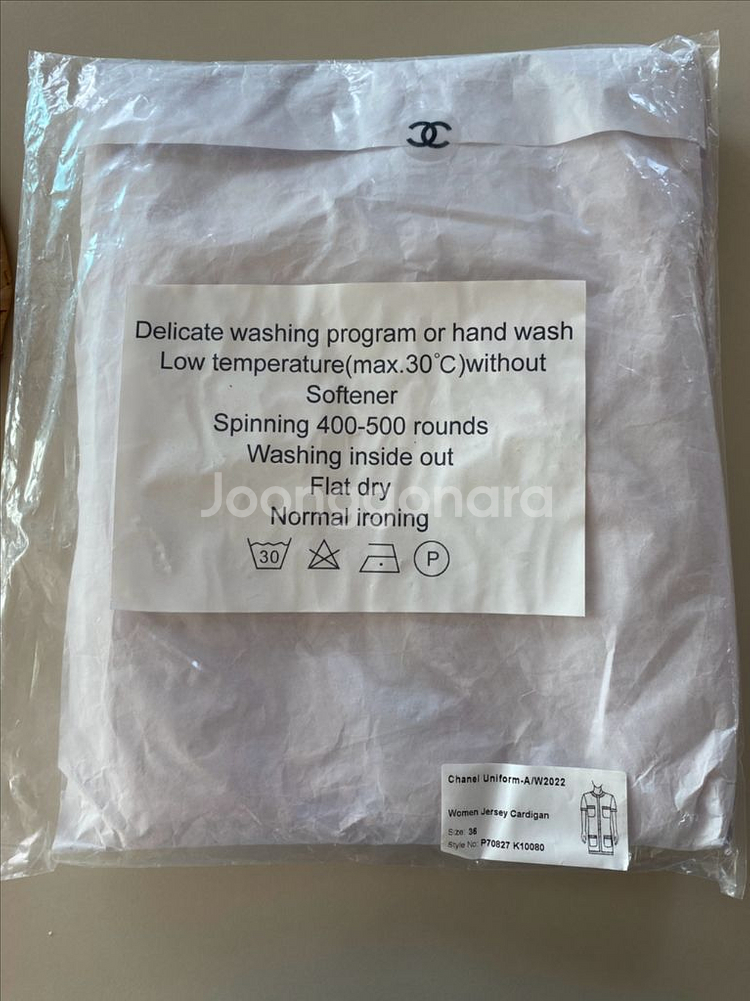 Delicate washing program or hand wash
Low temperature(max.30°C)without
Softener
Spinning 400-500 rounds
Washing inside out
Flat dry
Joongonara
Normal ironing
30
P
Chanel Uniform-A/W2022
Women Jersey Cardigan
Size: 36
Style No: P70827 K10080